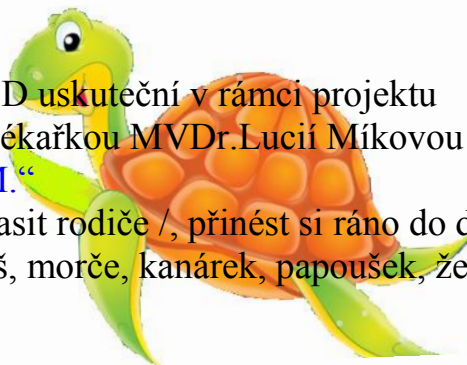 D uskuteční v rámci projektu
ékařkou MVDr.Lucií Míkovou
.“
asit rodiče /, přinést si ráno do
š, morče, kanárek, papoušek, že